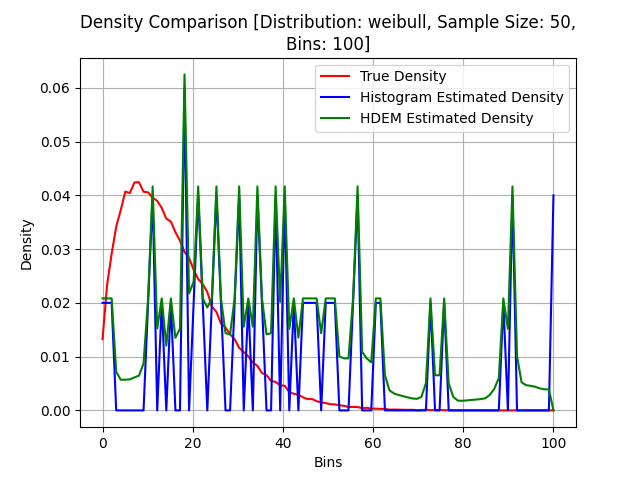 Density Comparison [Distribution: weibull, Sample Size: 50,
Bins: 100]
True Density
Histogram Estimated Density
HDEM Estimated Density
Density
0.06
0.05
0.04
0.03
0.02
0.01
0.00
0 20 40 60 80 100
Bins